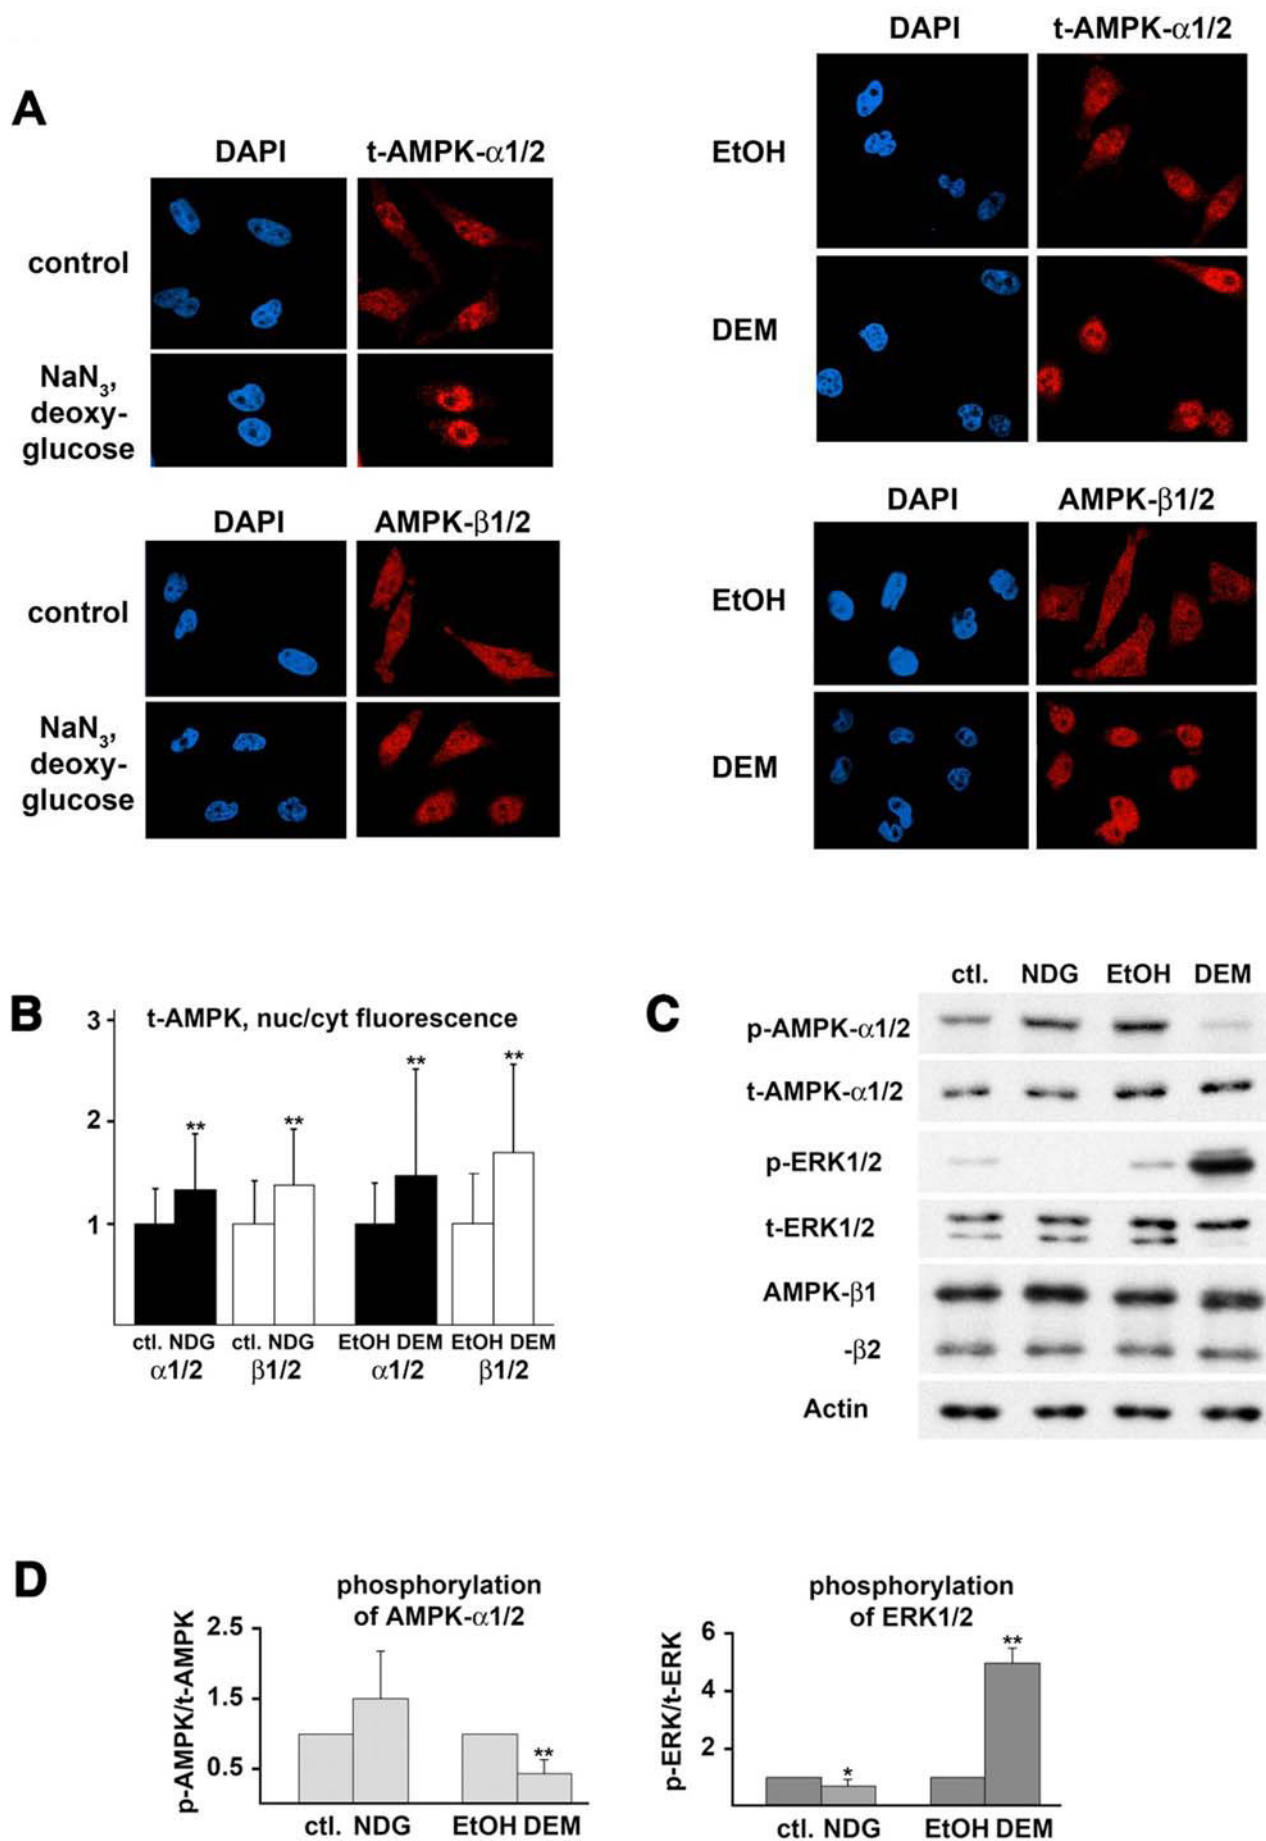 A
DAPI t-AMPK-α1/2
control
NaN3,
deoxy-
glucose
DAPI AMPK-β1/2
control
NaN3,
deoxy-
glucose
DAPI t-AMPK-α1/2
EtOH
DEM
DAPI AMPK-β1/2
EtOH
DEM
B
t-AMPK, nuc/cyt fluorescence
3
2
1
** ** ** **
ctl. NDG ctl. NDG EtOH DEM EtOH DEM
α1/2 β1/2 α1/2 β1/2
C
ctl. NDG EtOH DEM
p-AMPK-α1/2
t-AMPK-α1/2
p-ERK1/2
t-ERK1/2
AMPK-β1
-β2
Actin
D
phosphorylation
of AMPK-α1/2
p-AMPK/t-AMPK
2.5
1.5
0.5
**
ctl. NDG EtOH DEM
phosphorylation
of ERK1/2
p-ERK/t-ERK
6
4
2
* **
ctl. NDG EtOH DEM